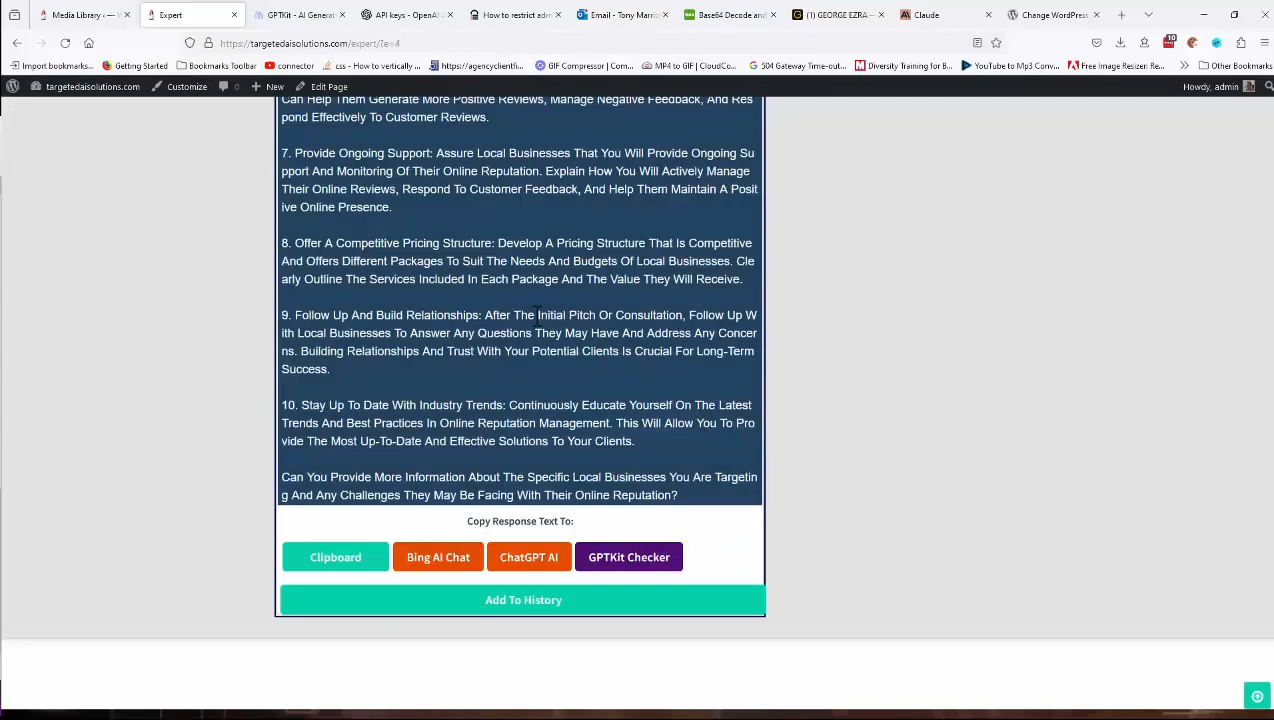 Media Library < — V
Expert
GPTKit - AI Generat
API keys - OpenAI A
How to restrict adm
Email - Tony Marric
Base64 Decode and
(1) GEORGE EZRA -
Claude
Change WordPress
https://targetedaisolutions.com/expert/?e=4
10
Import bookmarks...
Getting Started
Bookmarks Toolbar
connector
css - How to vertically ...
https://agencyclientfi...
GIF Compressor | Com...
MP4 to GIF | CloudCo...
504 Gateway Time-out...
Diversity Training for B...
YouTube to Mp3 Conv...
Free Image Resizer: Re...
targetedaisolutions.com
Customize
0
New
Edit Page
Howdy, admin
Can Help Them Generate More Positive Reviews, Manage Negative Feedback, And Res
pond Effectively To Customer Reviews.
7. Provide Ongoing Support: Assure Local Businesses That You Will Provide Ongoing Su
pport And Monitoring Of Their Online Reputation. Explain How You Will Actively Manage
Their Online Reviews, Respond To Customer Feedback, And Help Them Maintain A Posit
ive Online Presence.
8. Offer A Competitive Pricing Structure: Develop A Pricing Structure That Is Competitive
And Offers Different Packages To Suit The Needs And Budgets Of Local Businesses. Cle
arly Outline The Services Included In Each Package And The Value They Will Receive.
9. Follow Up And Build Relationships: After The Initial Pitch Or Consultation, Follow Up W
ith Local Businesses To Answer Any Questions They May Have And Address Any Concer
ns. Building Relationships And Trust With Your Potential Clients Is Crucial For Long-Term
Success.
10. Stay Up To Date With Industry Trends: Continuously Educate Yourself On The Latest
Trends And Best Practices In Online Reputation Management. This Will Allow You To Pro
vide The Most Up-To-Date And Effective Solutions To Your Clients.
Can You Provide More Information About The Specific Local Businesses You Are Targetin
g And Any Challenges They May Be Facing With Their Online Reputation?
Copy Response Text To:
Clipboard
Bing AI Chat
ChatGPT AI
GPTKit Checker
Add To History